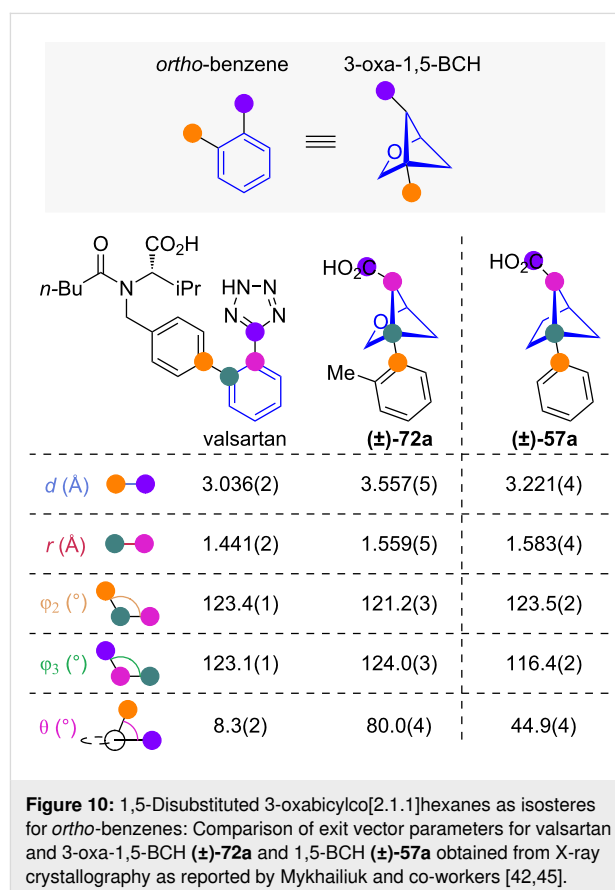 ortho-benzene 3-oxa-1,5-BCH
O
O CO₂H
n-Bu N iPr
HN-N
N N
HO₂C
O
Me
HO₂C
valsartan (±)-72a (±)-57a
d (Å) 3.036(2) 3.557(5) 3.221(4)
r (Å) 1.441(2) 1.559(5) 1.583(4)
φ₂ (°) 123.4(1) 121.2(3) 123.5(2)
φ₃ (°) 123.1(1) 124.0(3) 116.4(2)
θ (°) 8.3(2) 80.0(4) 44.9(4)
Figure 10: 1,5-Disubstituted 3-oxabicylco[2.1.1]hexanes as isosteres
for ortho-benzenes: Comparison of exit vector parameters for valsartan
and 3-oxa-1,5-BCH (±)-72a and 1,5-BCH (±)-57a obtained from X-ray
crystallography as reported by Mykhailiuk and co-workers [42,45].